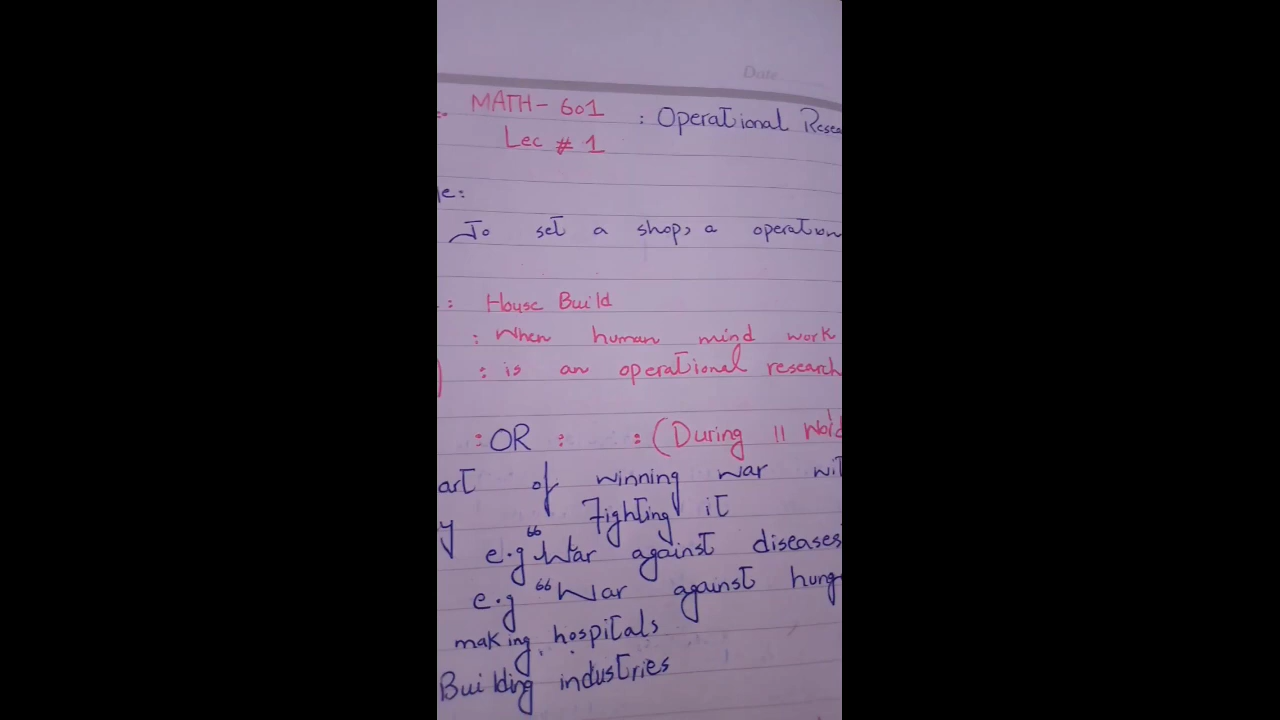 Date
MATH - 601 : Operational Rese
Lec # 1
e:
To set a shop, a operation
: House Build
: When human mind work
: is an operational research
: OR : : (During II World
art of winning war wit
y Fighting it
e.g “War against diseases
e.g “War against hung
making hospitals
Building industries